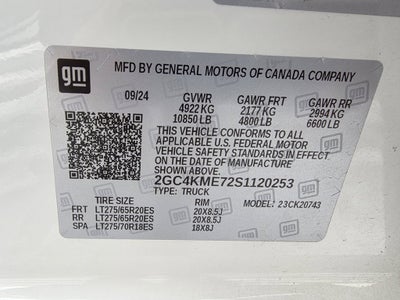 gm
MFD BY GENERAL MOTORS OF CANADA COMPANY
09/24 GVWR GAWR FRT GAWR RR
4922 KG 2177 KG 2994 KG
10850 LB 4800 LB 6600 LB
THIS VEHICLE CONFORMS TO ALL
APPLICABLE U.S. FEDERAL MOTOR
VEHICLE SAFETY STANDARDS IN
EFFECT ON THE DATE OF
MANUFACTURE SHOWN ABOVE.
2GC4KME72S1120253
TYPE: TRUCK
TIRE SIZE RIM MODEL: 23CK20743
FRT LT275/65R20ES 20X8.5J
RR LT275/65R20ES 20X8.5J
SPA LT275/70R18ES 18X8J